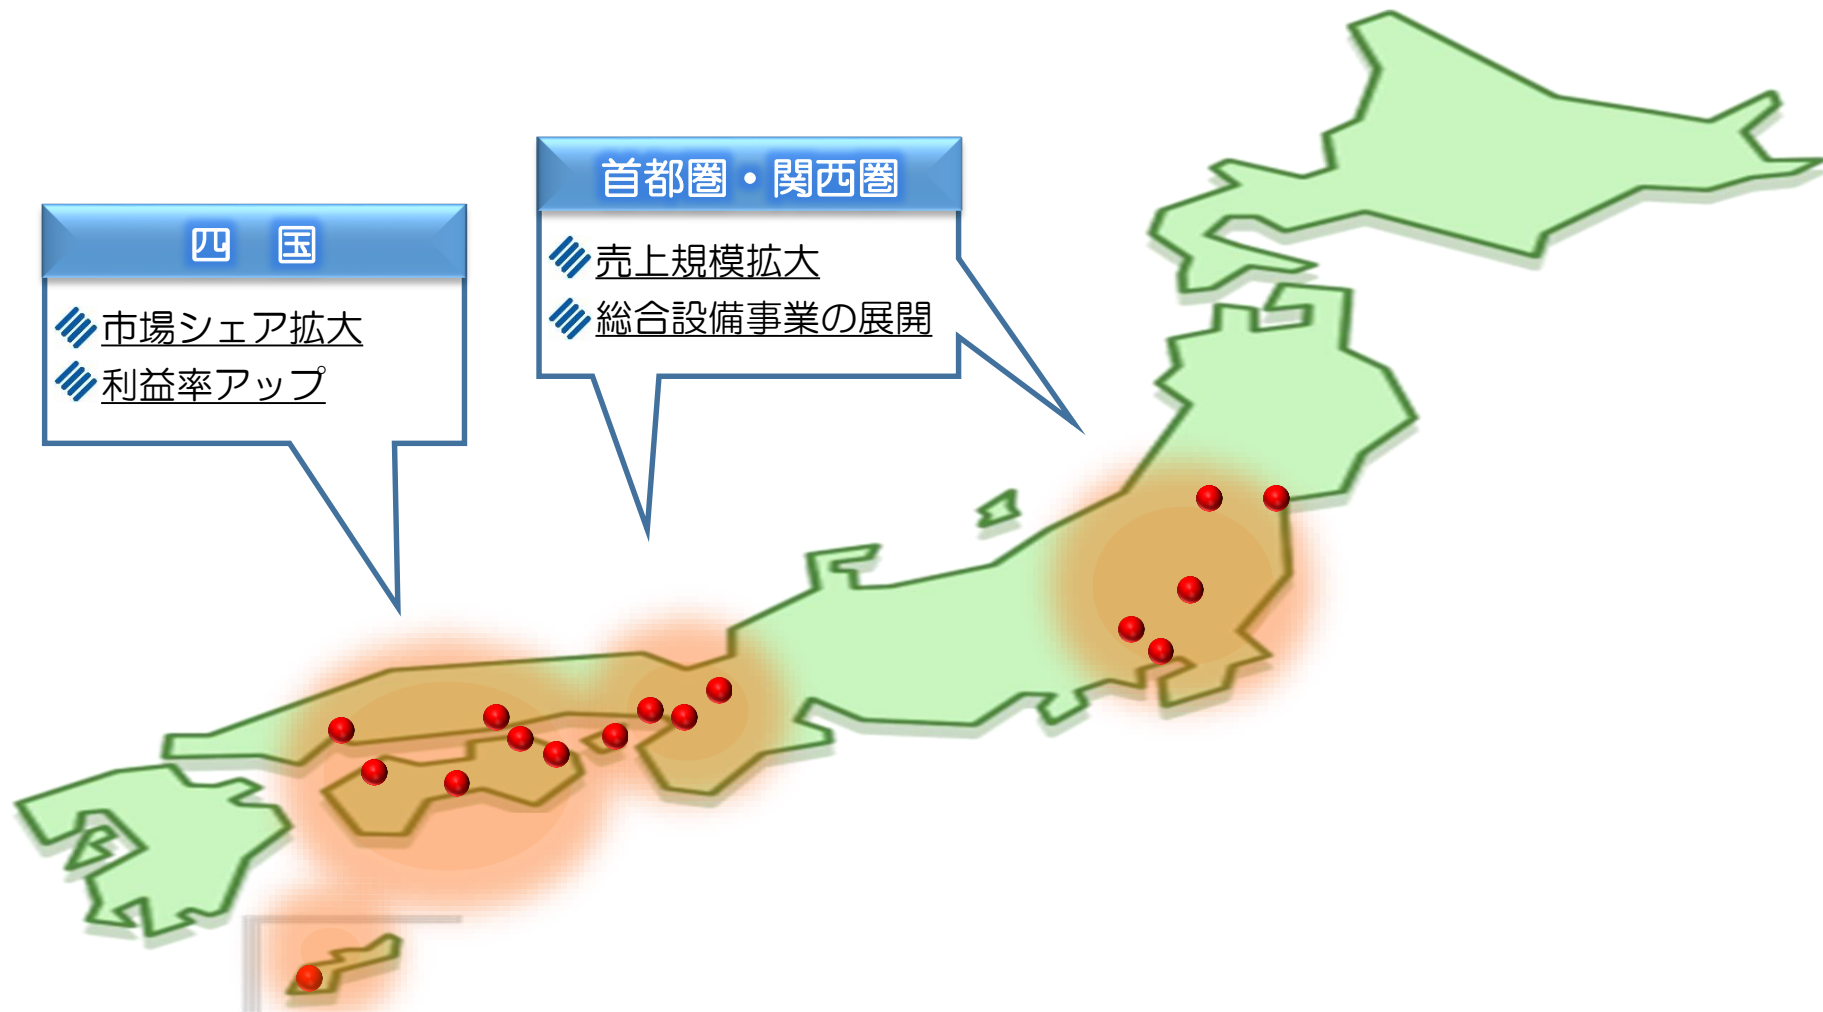 四　国
市場シェア拡大
利益率アップ
首都圏・関西圏
売上規模拡大
総合設備事業の展開